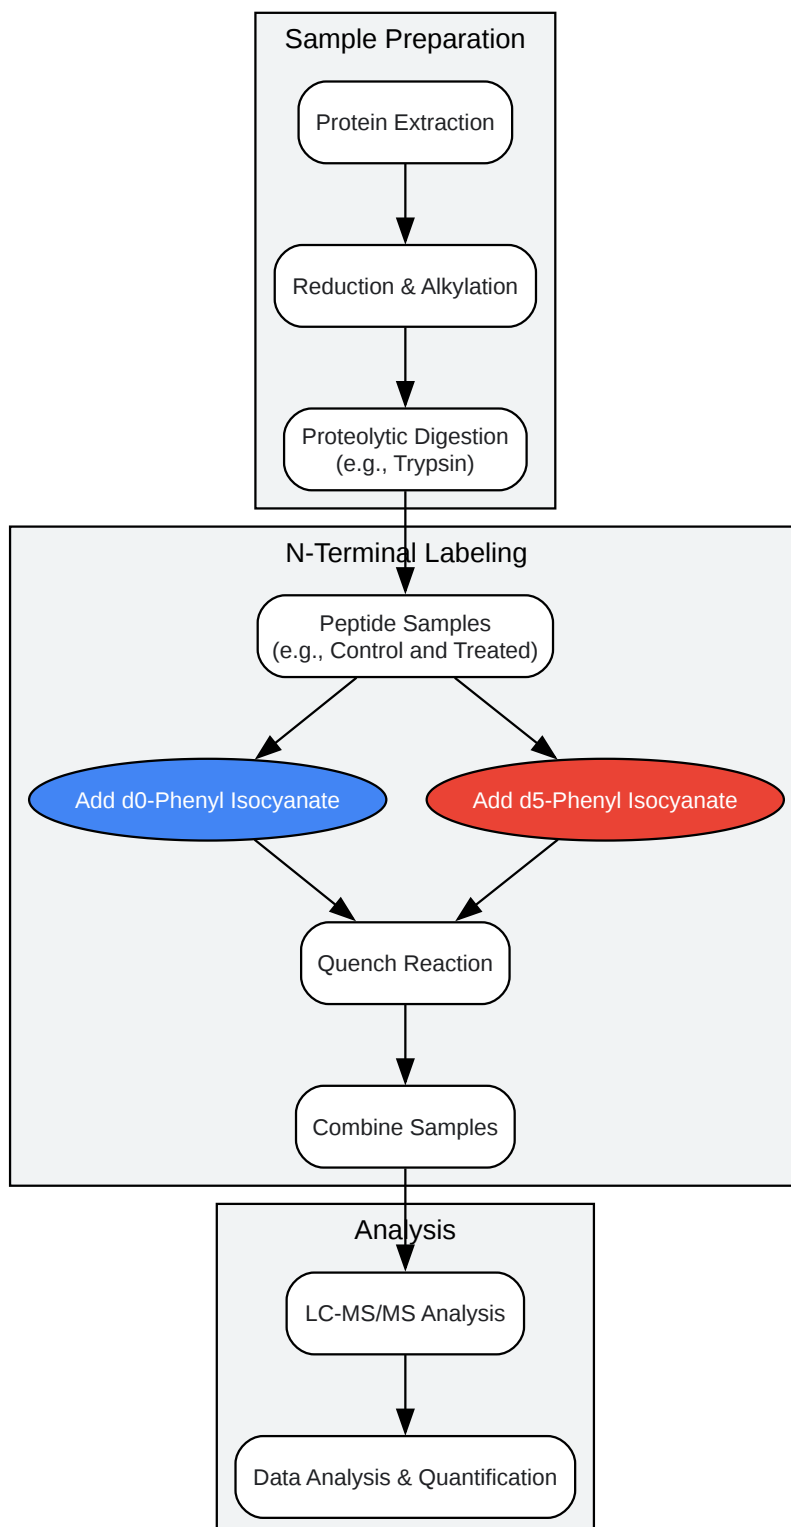 Sample Preparation
Protein Extraction
Reduction & Alkylation
Proteolytic Digestion
(e.g., Trypsin)
N-Terminal Labeling
Peptide Samples
(e.g., Control and Treated)
Add d0-Phenyl Isocyanate
Add d5-Phenyl Isocyanate
Quench Reaction
Combine Samples
Analysis
LC-MS/MS Analysis
Data Analysis & Quantification